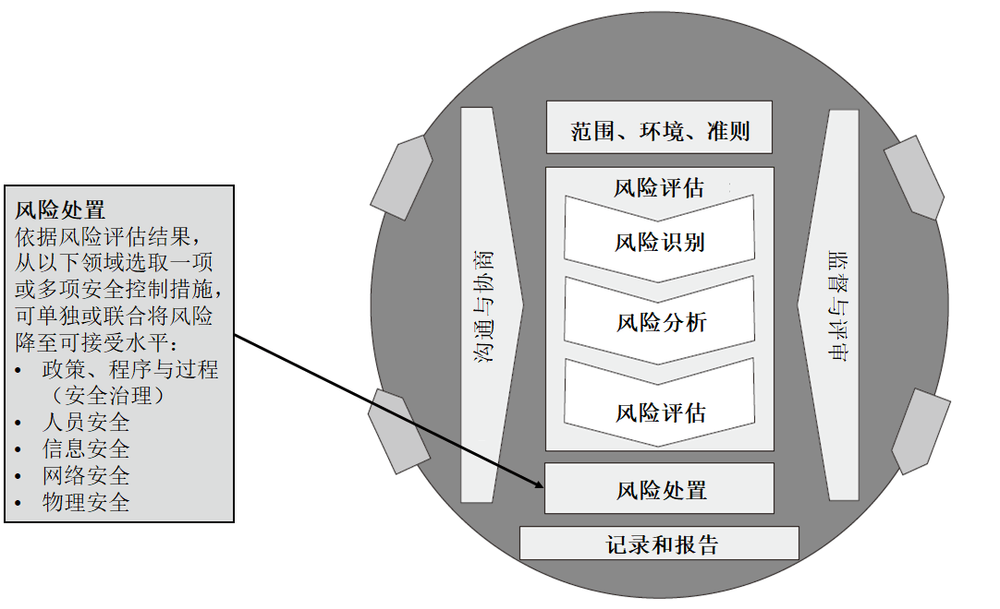 风险处置
依据风险评估结果，
从以下领域选取一项
或多项安全控制措施，
可单独或联合将风险
降至可接受水平：
• 政策、程序与过程
（安全治理）
• 人员安全
• 信息安全
• 网络安全
• 物理安全
沟通与协商
范围、环境、准则
风险评估
风险识别
风险分析
风险评估
风险处置
记录和报告
监督与评审